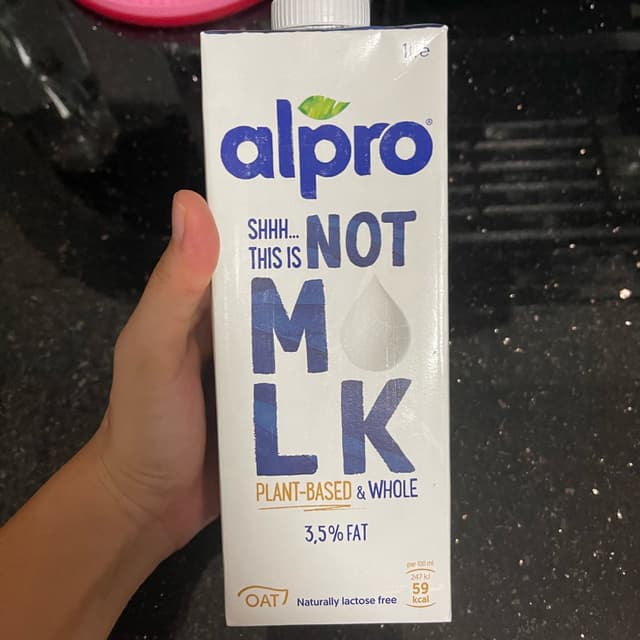 1L e
alpro®
SHHH...
THIS IS NOT
M LK
PLANT-BASED & WHOLE
3,5% FAT
OAT
Naturally lactose free
per 100 ml
247 kJ
59
kcal